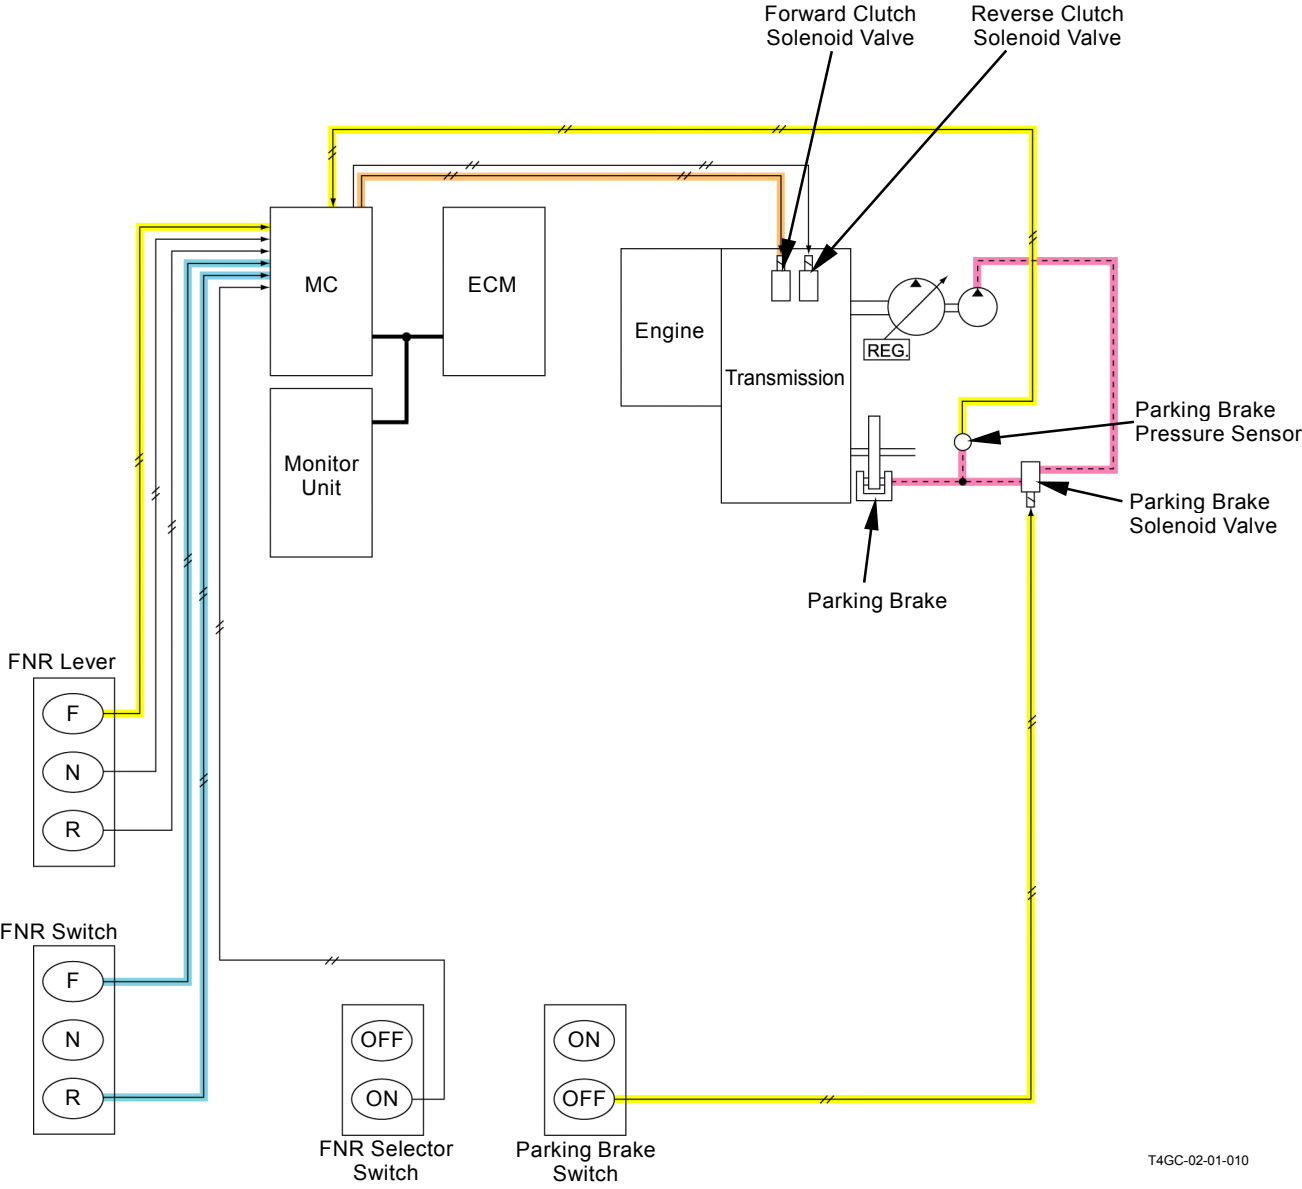 Forward Clutch
Solenoid Valve
Reverse Clutch
Solenoid Valve
MC
ECM
Engine
REG.
Transmission
Parking Brake
Pressure Sensor
Monitor
Unit
Parking Brake
Solenoid Valve
Parking Brake
FNR Lever
F
N
R
FNR Switch
F
N
R
OFF
ON
FNR Selector
Switch
ON
OFF
Parking Brake
Switch
T4GC-02-01-010